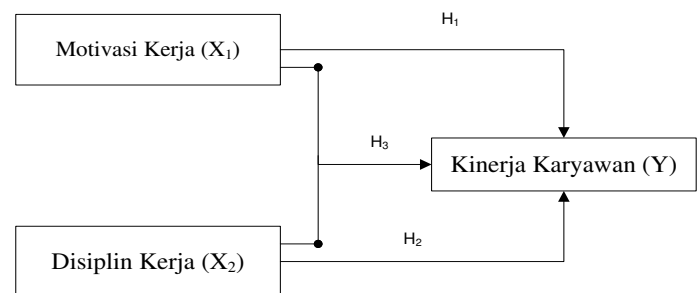 H₁
Motivasi Kerja (X₁)
H₃
Kinerja Karyawan (Y)
H₂
Disiplin Kerja (X₂)